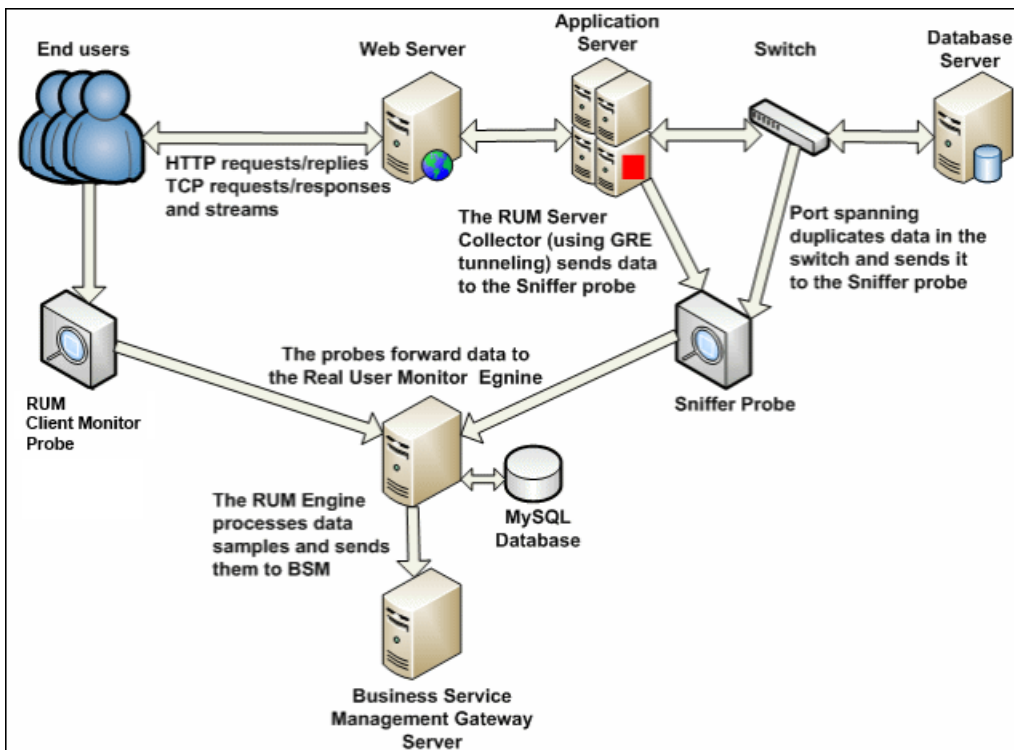 End users
Web Server
Application
Server
Switch
Database
Server
HTTP requests/replies
TCP requests/responses
and streams
The RUM Server
Collector (using GRE
tunneling) sends data
to the Sniffer probe
Port spanning
duplicates data in the
switch and sends it
to the Sniffer probe
The probes forward data to
the Real User Monitor Egnine
RUM
Client Monitor
Probe
Sniffer Probe
The RUM Engine
processes data
samples and sends
them to BSM
MySQL
Database
Business Service
Management Gateway
Server